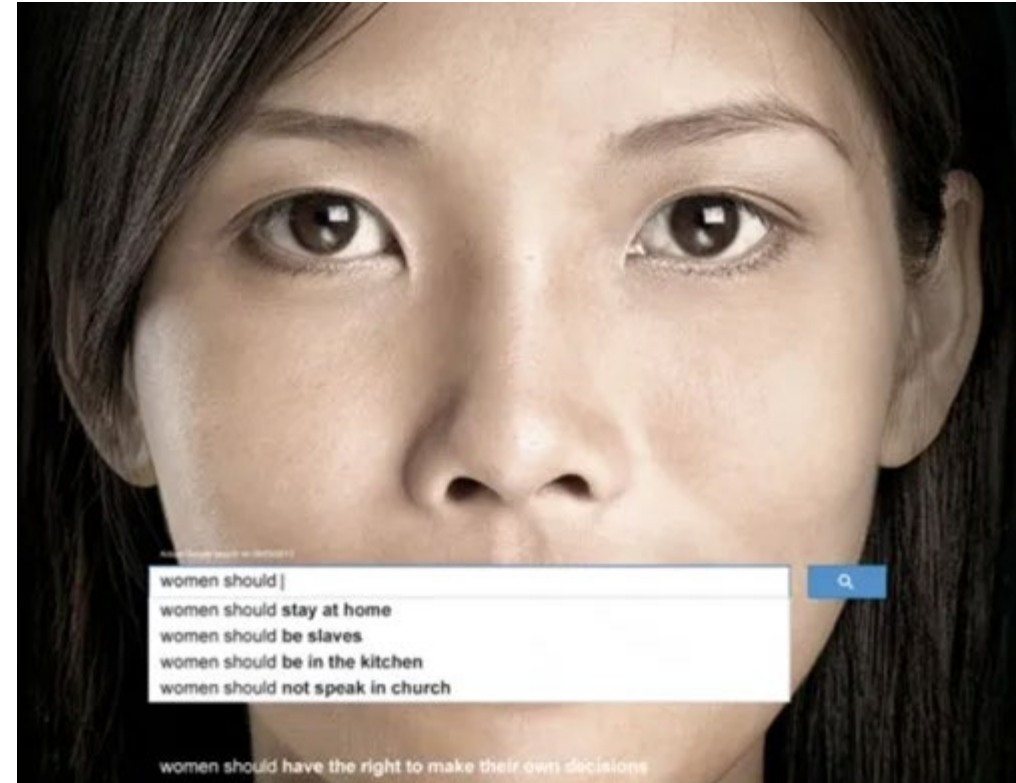 women should
women should stay at home
women should be slaves
women should be in the kitchen
women should not speak in church
women should have the right to make their own decisions